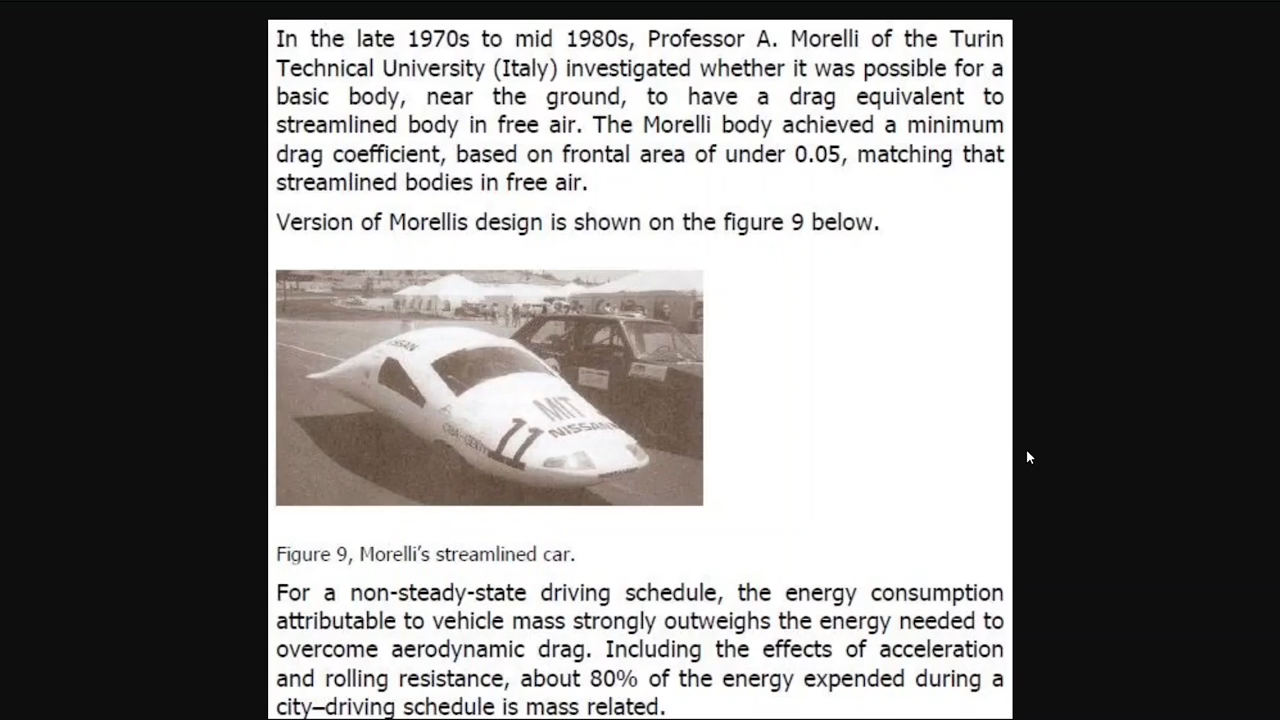 In the late 1970s to mid 1980s, Professor A. Morelli of the Turin
Technical University (Italy) investigated whether it was possible for a
basic body, near the ground, to have a drag equivalent to
streamlined body in free air. The Morelli body achieved a minimum
drag coefficient, based on frontal area of under 0.05, matching that
streamlined bodies in free air.
Version of Morellis design is shown on the figure 9 below.
NISSAN
MIT
NISSAN
11
Figure 9, Morelli's streamlined car.
For a non-steady-state driving schedule, the energy consumption
attributable to vehicle mass strongly outweighs the energy needed to
overcome aerodynamic drag. Including the effects of acceleration
and rolling resistance, about 80% of the energy expended during a
city–driving schedule is mass related.